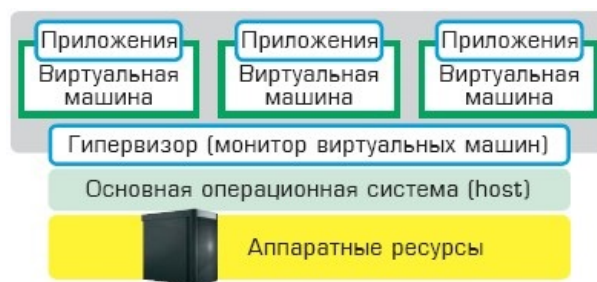 Приложения Приложения Приложения
Виртуальная Виртуальная Виртуальная
машина машина машина
Гипервизор (монитор виртуальных машин)
Основная операционная система (host)
Аппаратные ресурсы